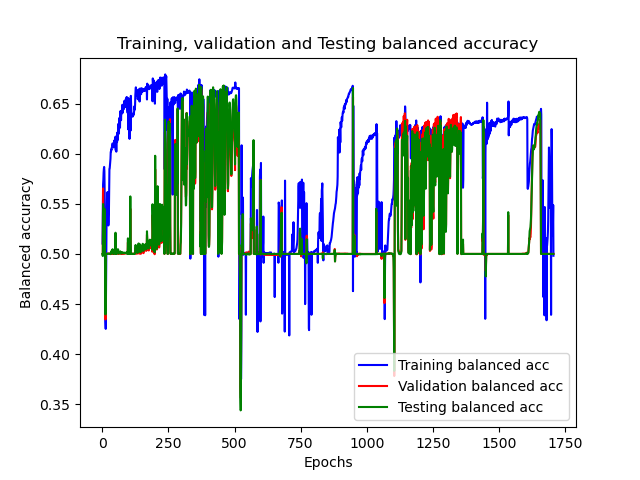 Training, validation and Testing balanced accuracy
Balanced accuracy
0.65
0.60
0.55
0.50
0.45
0.40
0.35
0
250
500
750
1000
1250
1500
1750
Epochs
Training balanced acc
Validation balanced acc
Testing balanced acc